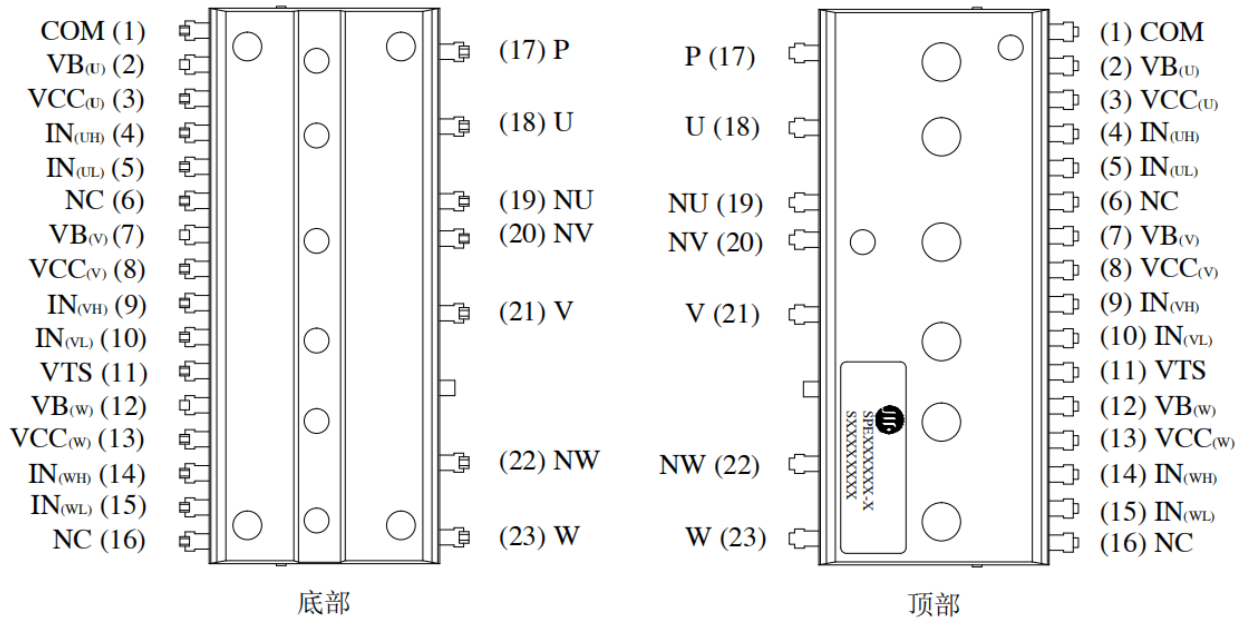 COM (1)
VB(U) (2)
VCC(U) (3)
IN(UH) (4)
IN(UL) (5)
NC (6)
VB(V) (7)
VCC(V) (8)
IN(VH) (9)
IN(VL) (10)
VTS (11)
VB(W) (12)
VCC(W) (13)
IN(WH) (14)
IN(WL) (15)
NC (16)
(17) P
(18) U
(19) NU
(20) NV
(21) V
(22) NW
(23) W
底部
P (17)
U (18)
NU (19)
NV (20)
V (21)
NW (22)
W (23)
SPEXXXXXXX-X
SXXXXXXXX
(1) COM
(2) VB(U)
(3) VCC(U)
(4) IN(UH)
(5) IN(UL)
(6) NC
(7) VB(V)
(8) VCC(V)
(9) IN(VH)
(10) IN(VL)
(11) VTS
(12) VB(W)
(13) VCC(W)
(14) IN(WH)
(15) IN(WL)
(16) NC
顶部